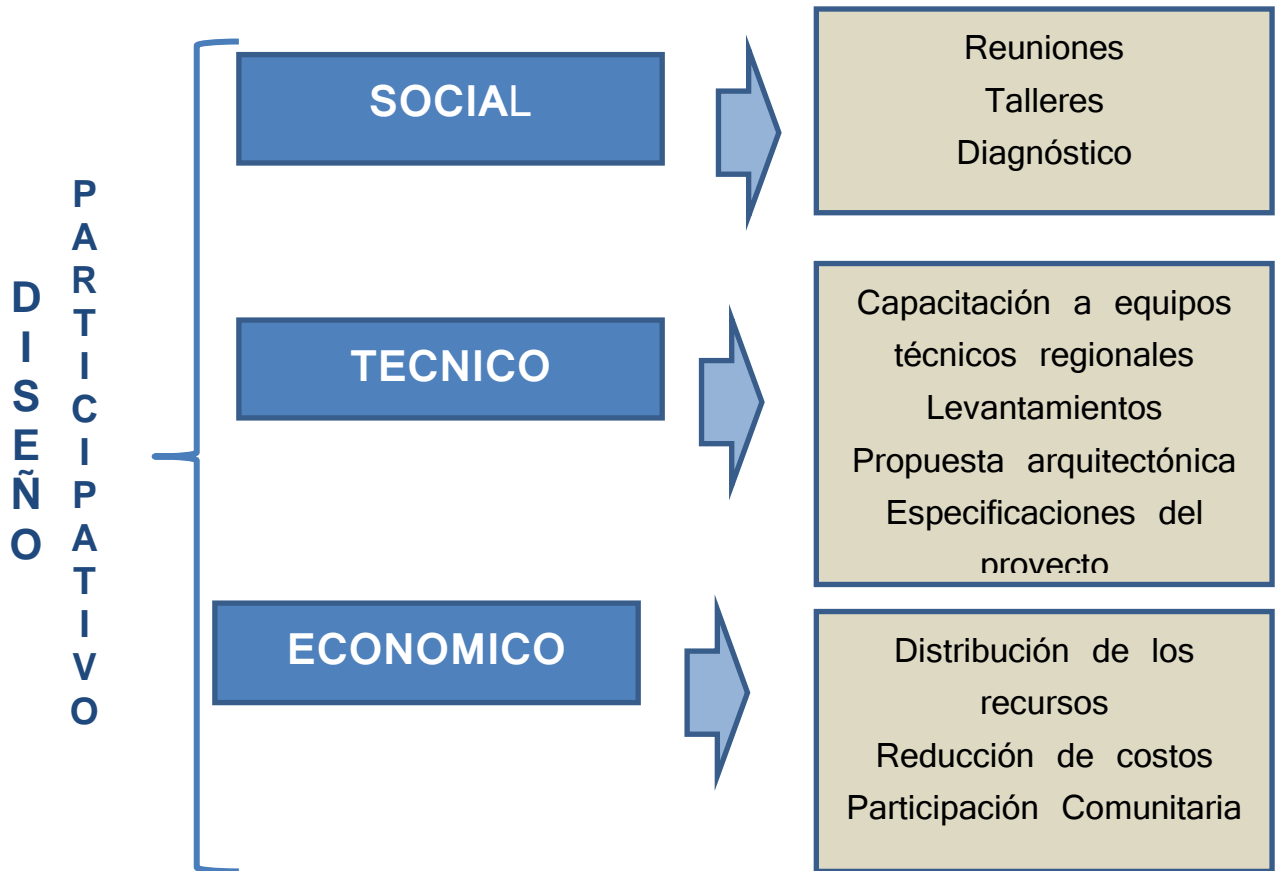 DISEÑO
PARTICIPATIVO
SOCIAL
Reuniones
Talleres
Diagnóstico
TECNICO
Capacitación a equipos
técnicos regionales
Levantamientos
Propuesta arquitectónica
Especificaciones del
proyecto
ECONOMICO
Distribución de los
recursos
Reducción de costos
Participación Comunitaria